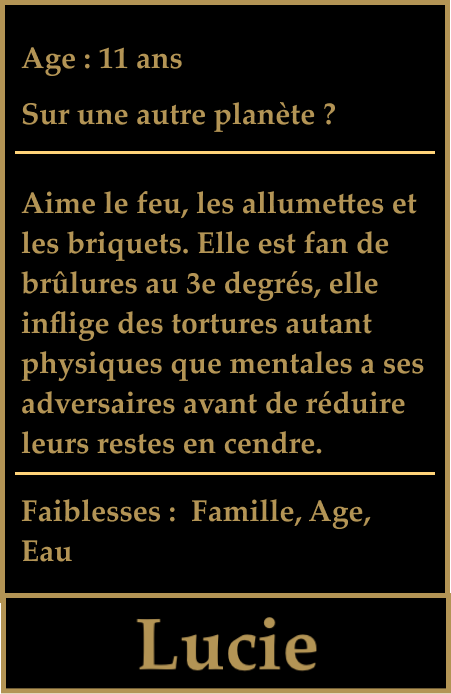 Age : 11 ans
Sur une autre planète ?
Aime le feu, les allumettes et
les briquets. Elle est fan de
brûlures au 3e degrés, elle
inflige des tortures autant
physiques que mentales a ses
adversaires avant de réduire
leurs restes en cendre.
Faiblesses : Famille, Age,
Eau
Lucie